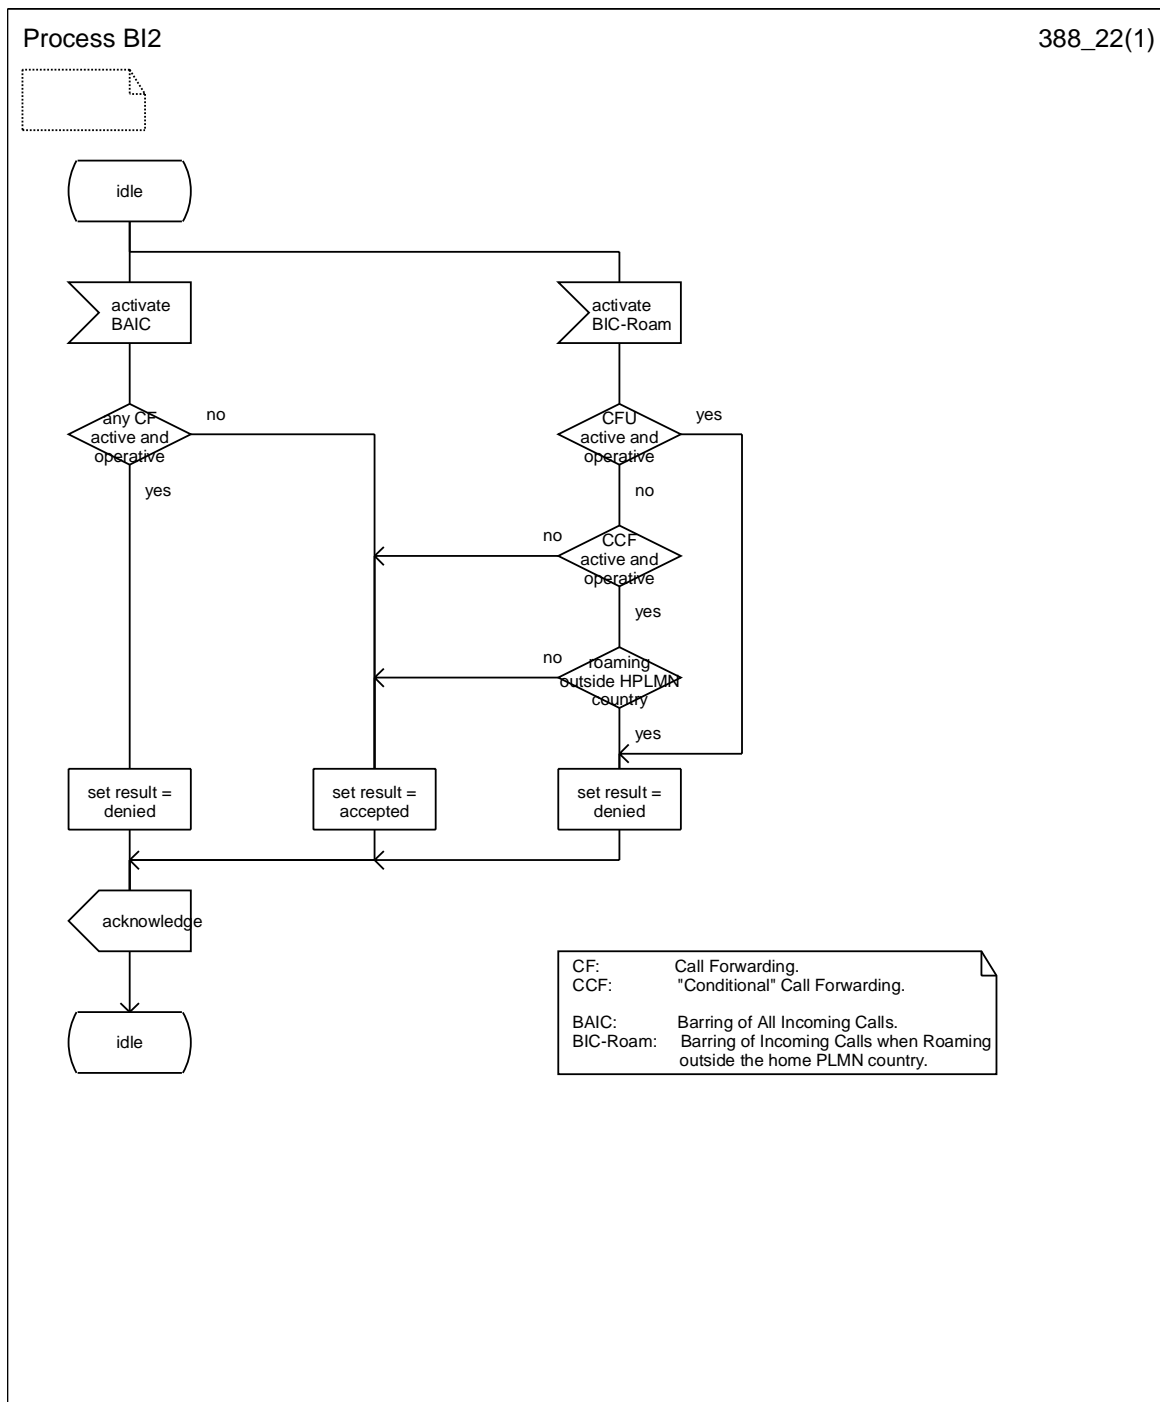 Process BI2
388_22(1)
idle
activate
BAIC
activate
BIC-Roam
any CF
active and
operative
no
yes
CFU
active and
operative
yes
no
CCF
active and
operative
no
yes
roaming
outside HPLMN
country
no
yes
set result =
denied
set result =
accepted
set result =
denied
acknowledge
idle
CF: Call Forwarding.
CCF: "Conditional" Call Forwarding.
BAIC: Barring of All Incoming Calls.
BIC-Roam: Barring of Incoming Calls when Roaming
outside the home PLMN country.